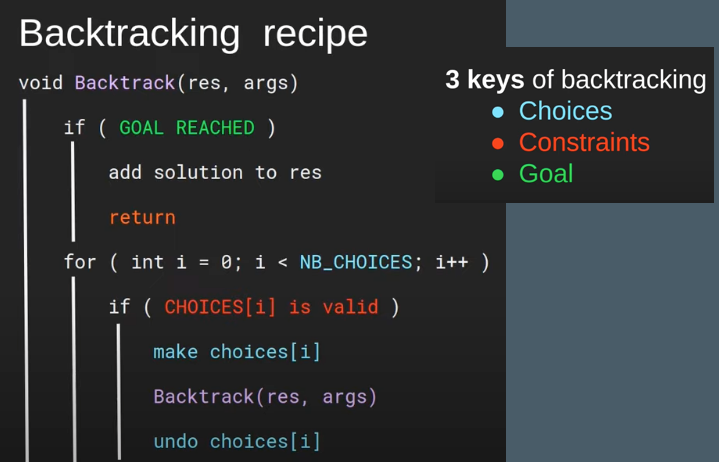 Backtracking recipe
void Backtrack(res, args)
if ( GOAL REACHED )
add solution to res
return
for ( int i = 0; i < NB_CHOICES; i++ )
if ( CHOICES[i] is valid )
make choices[i]
Backtrack(res, args)
undo choices[i]
3 keys of backtracking
● Choices
● Constraints
● Goal